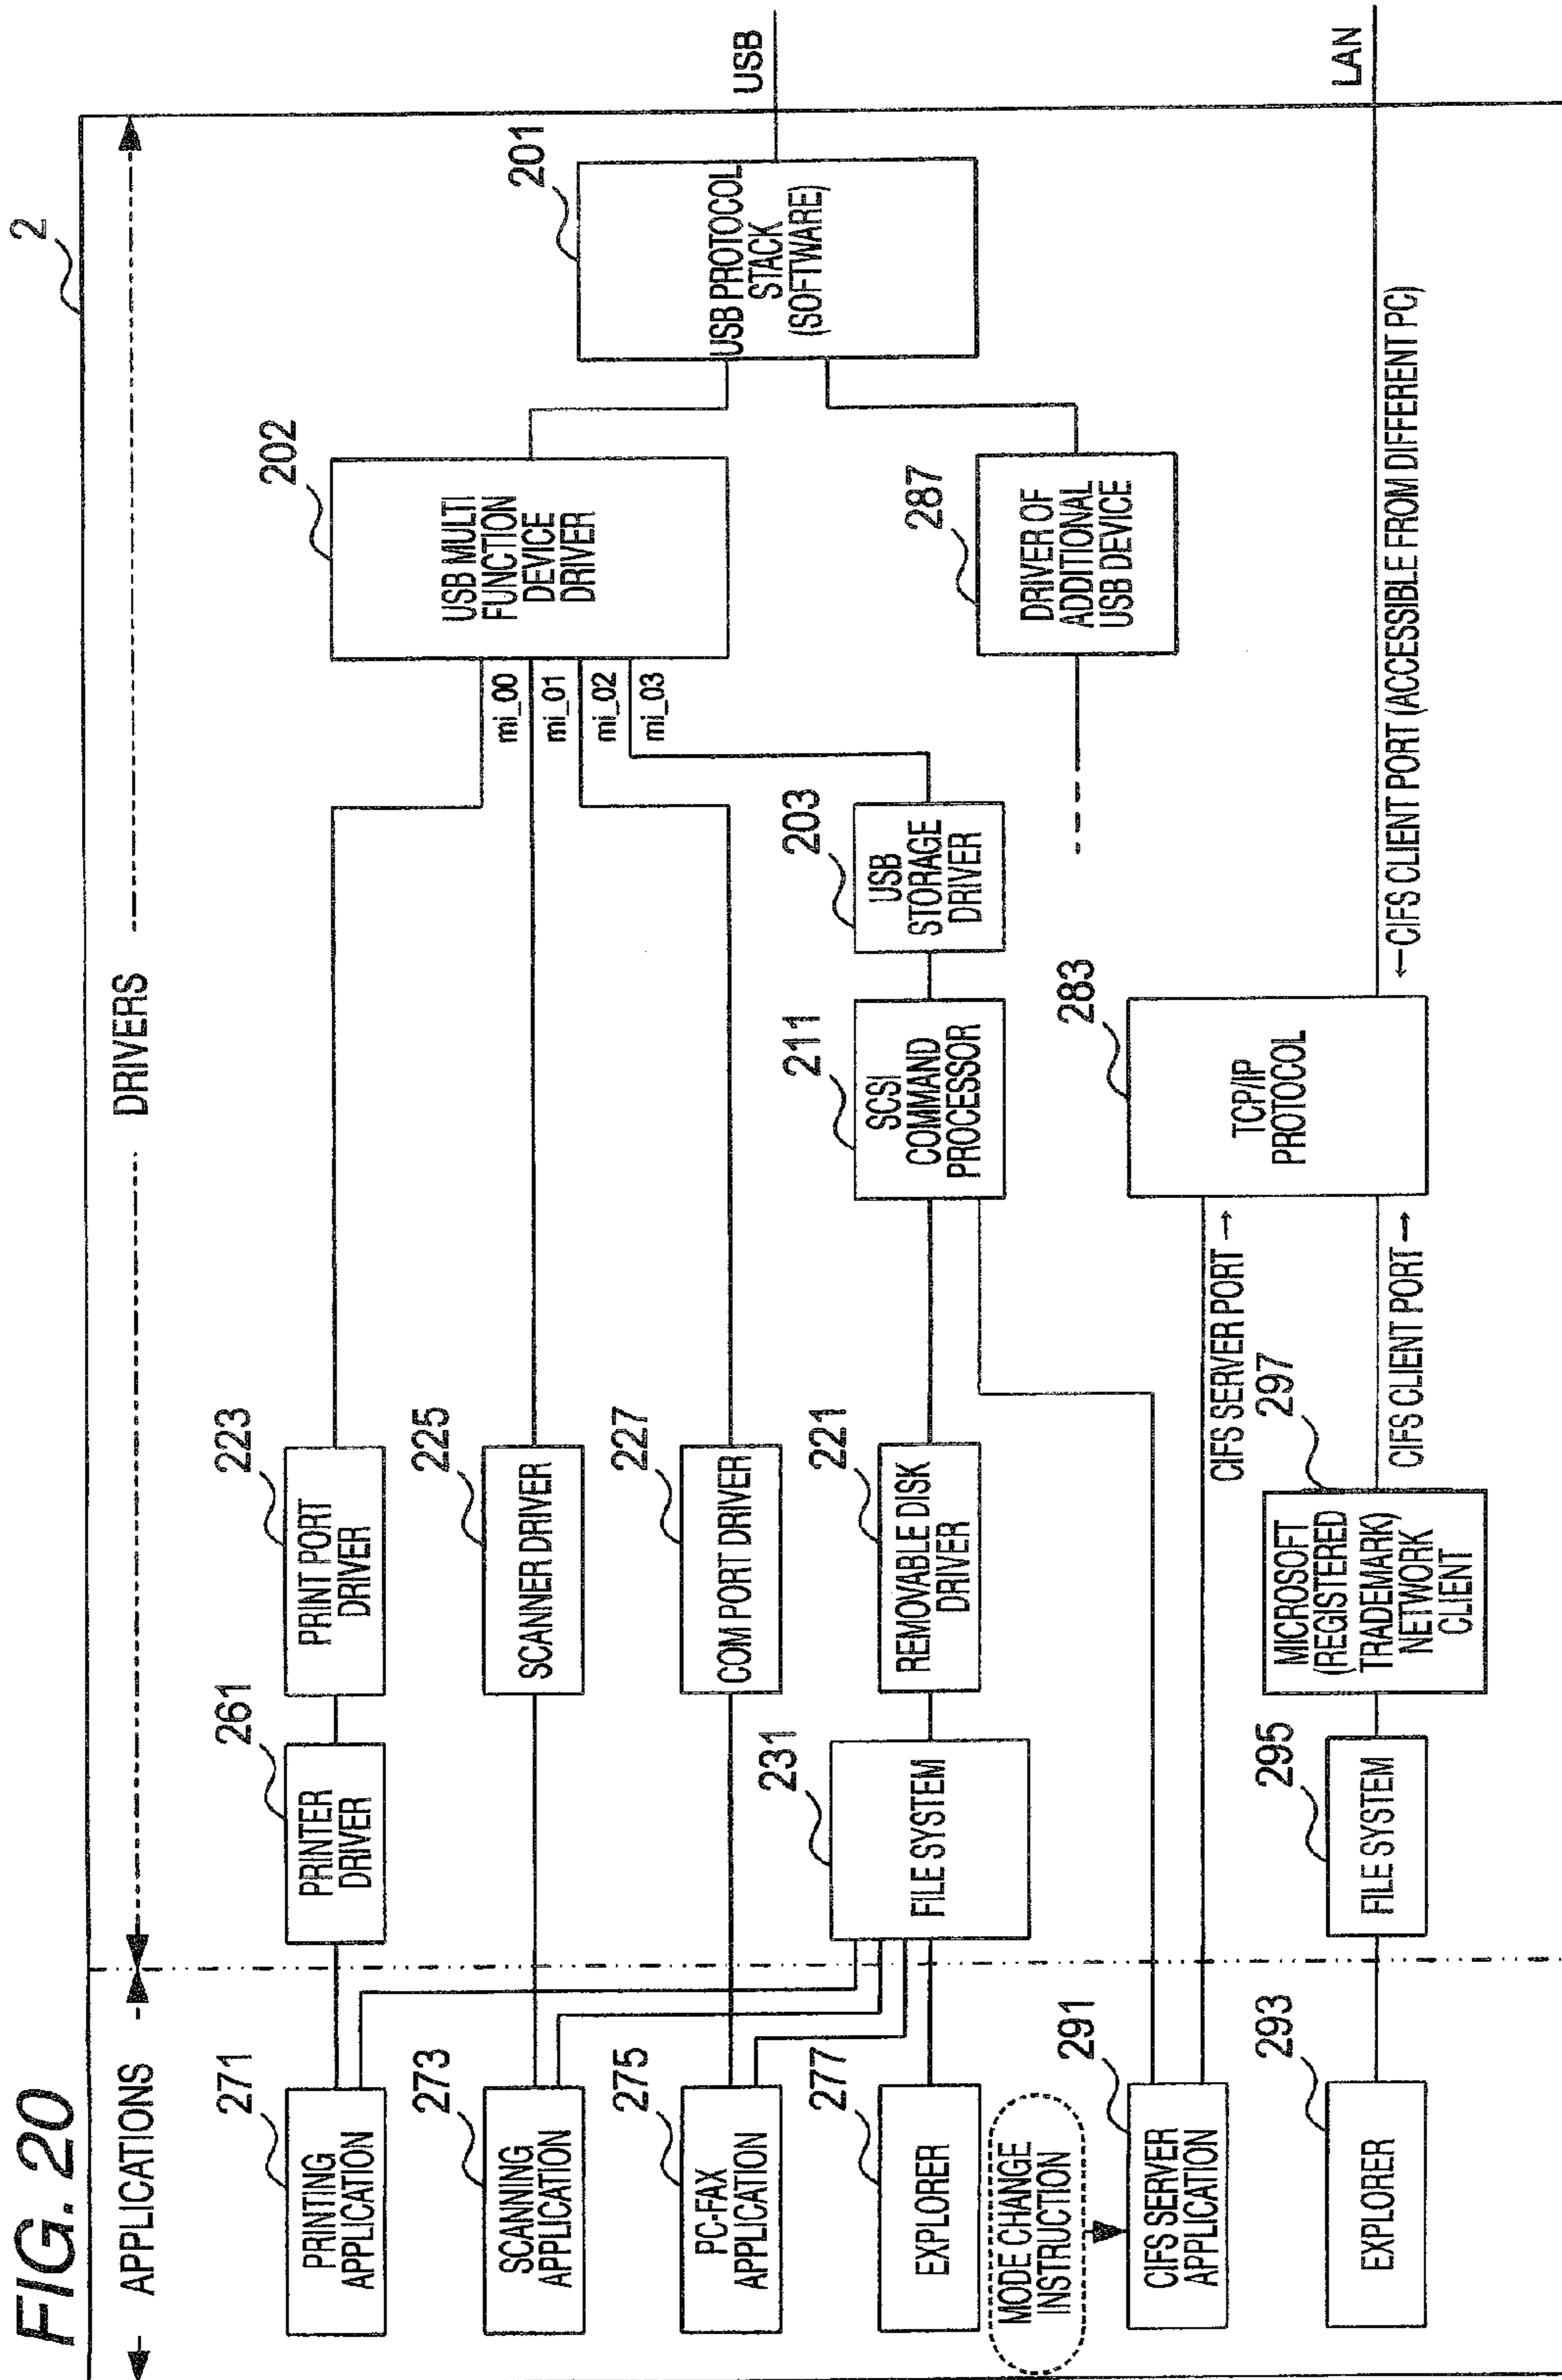 FIG. 20
2
← APPLICATIONS
DRIVERS
271
PRINTING
APPLICATION
261
PRINTER
DRIVER
223
PRINT PORT
DRIVER
273
SCANNING
APPLICATION
225
SCANNER DRIVER
275
PC-FAX
APPLICATION
227
COM PORT DRIVER
mi_00
mi_01
mi_02
mi_03
202
USB MULTI
FUNCTION
DEVICE
DRIVER
201
USB PROTOCOL
STACK
(SOFTWARE)
USB
277
EXPLORER
231
FILE SYSTEM
221
REMOVABLE DISK
DRIVER
211
SCSI
COMMAND
PROCESSOR
203
USB
STORAGE
DRIVER
287
DRIVER OF
ADDITIONAL
USB DEVICE
MODE CHANGE
INSTRUCTION
291
CIFS SERVER
APPLICATION
CIFS SERVER PORT →
283
TCP/IP
PROTOCOL
293
EXPLORER
295
FILE SYSTEM
297
MICROSOFT
(REGISTERED
TRADEMARK)
NETWORK
CLIENT
CIFS CLIENT PORT →
← CIFS CLIENT PORT (ACCESSIBLE FROM DIFFERENT PC)
LAN